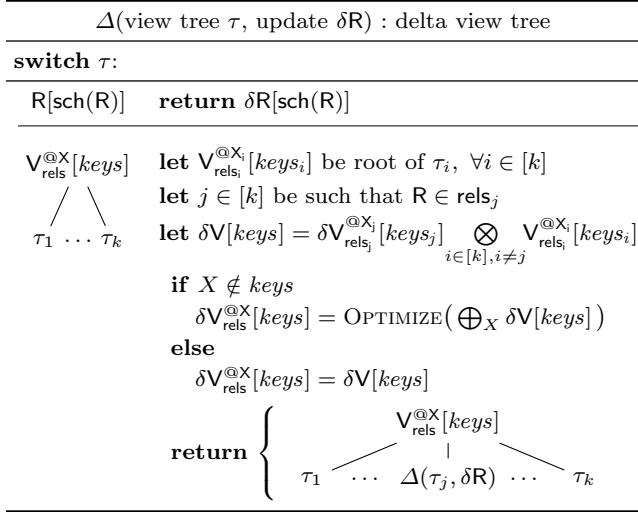 Δ(view tree τ, update δR) : delta view tree
switch τ:
R[sch(R)] return δR[sch(R)]
V^{@X}_{rels}[keys] let V^{@X_i}_{rels_i}[keys_i] be root of τ_i, ∀i ∈ [k]
let j ∈ [k] be such that R ∈ rels_j
τ_1 … τ_k let δV[keys] = δV^{@X_j}_{rels_j}[keys_j] ⊗_{i∈[k],i≠j} V^{@X_i}_{rels_i}[keys_i]
if X ∉ keys
δV^{@X}_{rels}[keys] = OPTIMIZE(⊕_X δV[keys])
else
δV^{@X}_{rels}[keys] = δV[keys]
V^{@X}_{rels}[keys]
return {
τ_1 … Δ(τ_j, δR) … τ_k